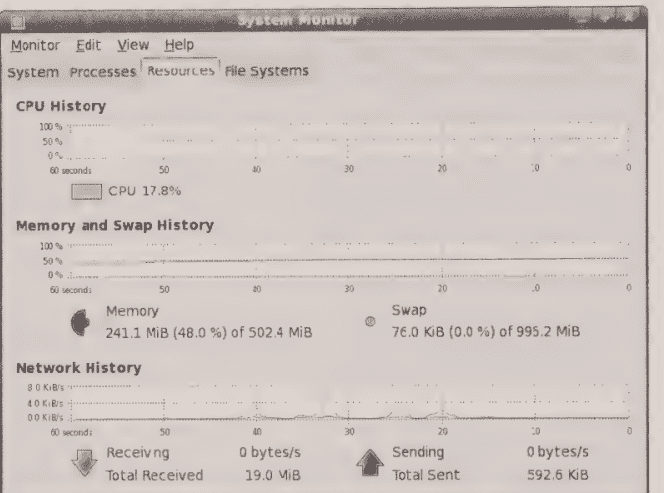 System Monitor
Monitor Edit View Help
System Processes Resources File Systems
CPU History
100 %
50 %
0 %
60 seconds 50 40 30 20 10 0
CPU 17.8%
Memory and Swap History
100 %
50 %
0 %
60 seconds 50 40 30 20 10 0
Memory Swap
241.1 MiB (48.0 %) of 502.4 MiB 76.0 KiB (0.0 %) of 995.2 MiB
Network History
8.0 KiB/s
4.0 KiB/s
0.0 KiB/s
60 seconds 50 40 30 20 10 0
Receiving 0 bytes/s Sending 0 bytes/s
Total Received 19.0 MiB Total Sent 592.6 KiB